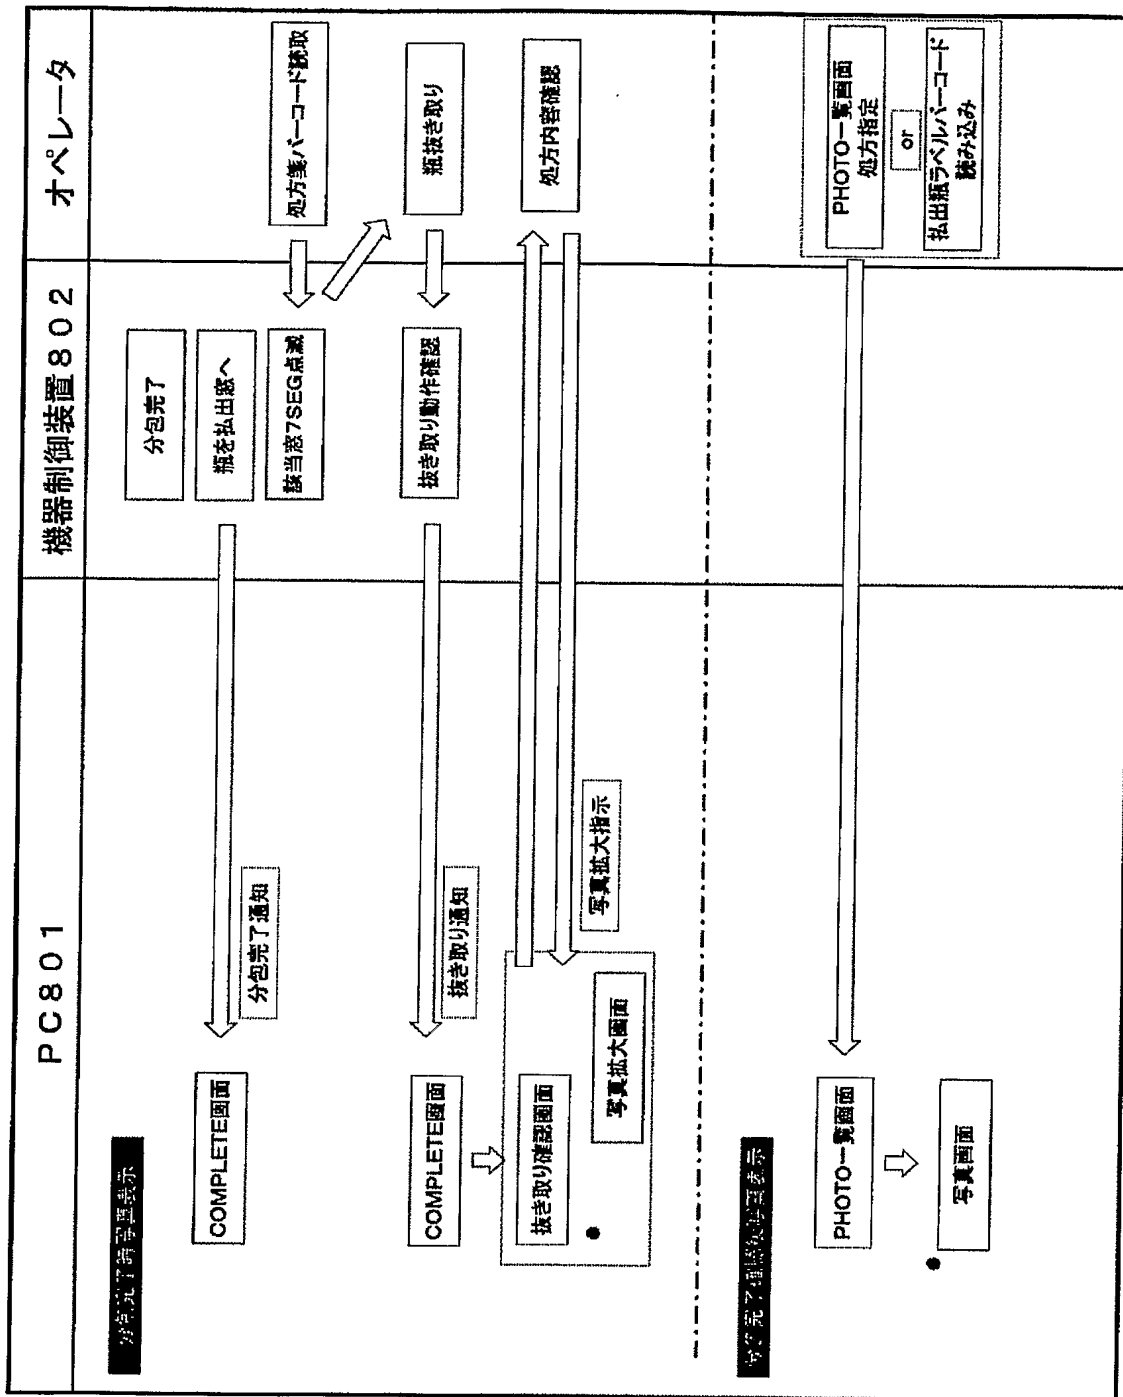 PC801
機器制御装置802
オペレータ
分包完了時写真表示
分包完了
瓶を払出窓へ
COMPLETE画面
分包完了通知
処方箋バーコード読取
該当窓7SEG点滅
瓶抜き取り
抜き取り動作確認
COMPLETE画面
抜き取り通知
抜き取り確認画面
処方内容確認
写真拡大画面
写真拡大指示
PHOTO一覧画面
処方指定
or
払出瓶ラベルバーコード
読み込み
PHOTO一覧画面
写真画面